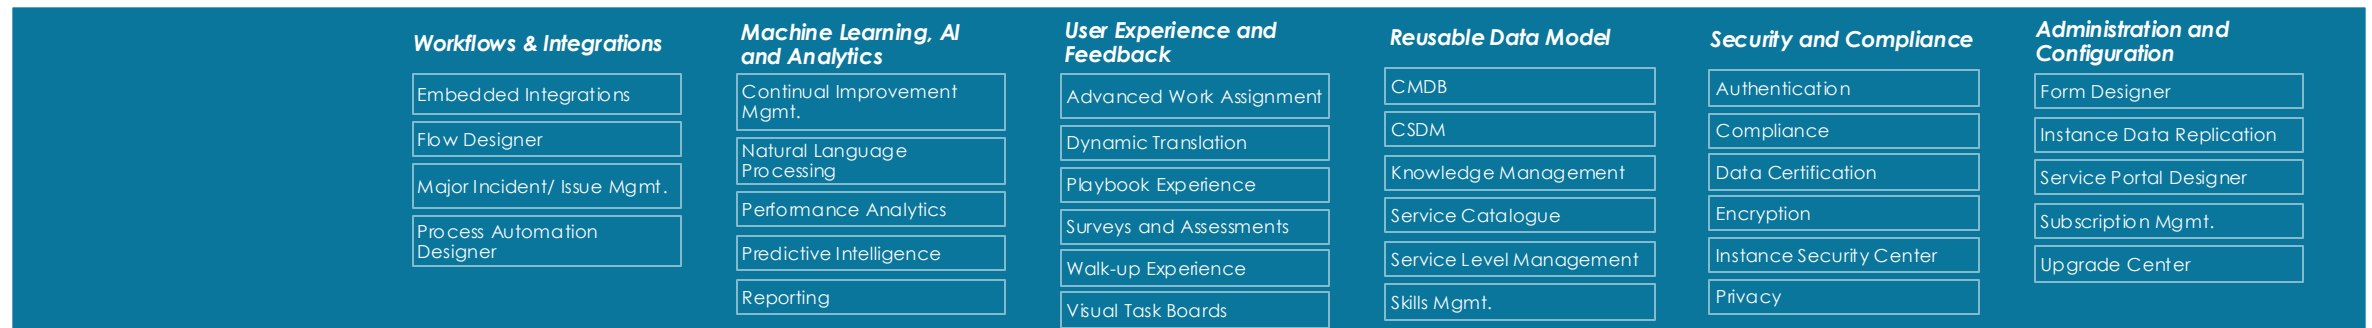 Workflows & Integrations
Embedded Integrations
Flow Designer
Major Incident/ Issue Mgmt.
Process Automation
Designer
Machine Learning, AI
and Analytics
Continual Improvement
Mgmt.
Natural Language
Processing
Performance Analytics
Predictive Intelligence
Reporting
User Experience and
Feedback
Advanced Work Assignment
Dynamic Translation
Playbook Experience
Surveys and Assessments
Walk-up Experience
Visual Task Boards
Reusable Data Model
CMDB
CSDM
Knowledge Management
Service Catalogue
Service Level Management
Skills Mgmt.
Security and Compliance
Authentication
Compliance
Data Certification
Encryption
Instance Security Center
Privacy
Administration and
Configuration
Form Designer
Instance Data Replication
Service Portal Designer
Subscription Mgmt.
Upgrade Center